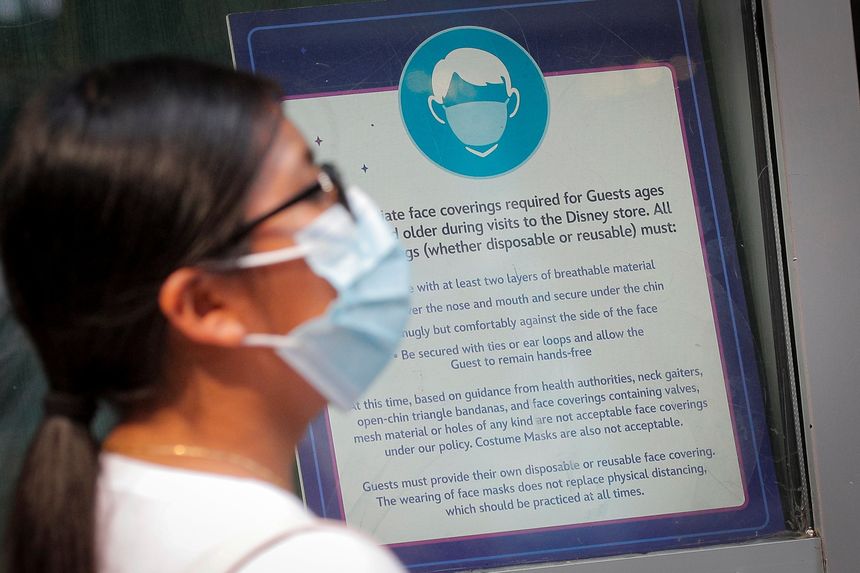 iate face coverings required for Guests ages
d older during visits to the Disney store. All
gs (whether disposable or reusable) must:
e with at least two layers of breathable material
er the nose and mouth and secure under the chin
nugly but comfortably against the side of the face
• Be secured with ties or ear loops and allow the
Guest to remain hands-free
At this time, based on guidance from health authorities, neck gaiters,
open-chin triangle bandanas, and face coverings containing valves,
mesh material or holes of any kind are not acceptable face coverings
under our policy. Costume Masks are also not acceptable.
Guests must provide their own disposable or reusable face covering.
The wearing of face masks does not replace physical distancing,
which should be practiced at all times.